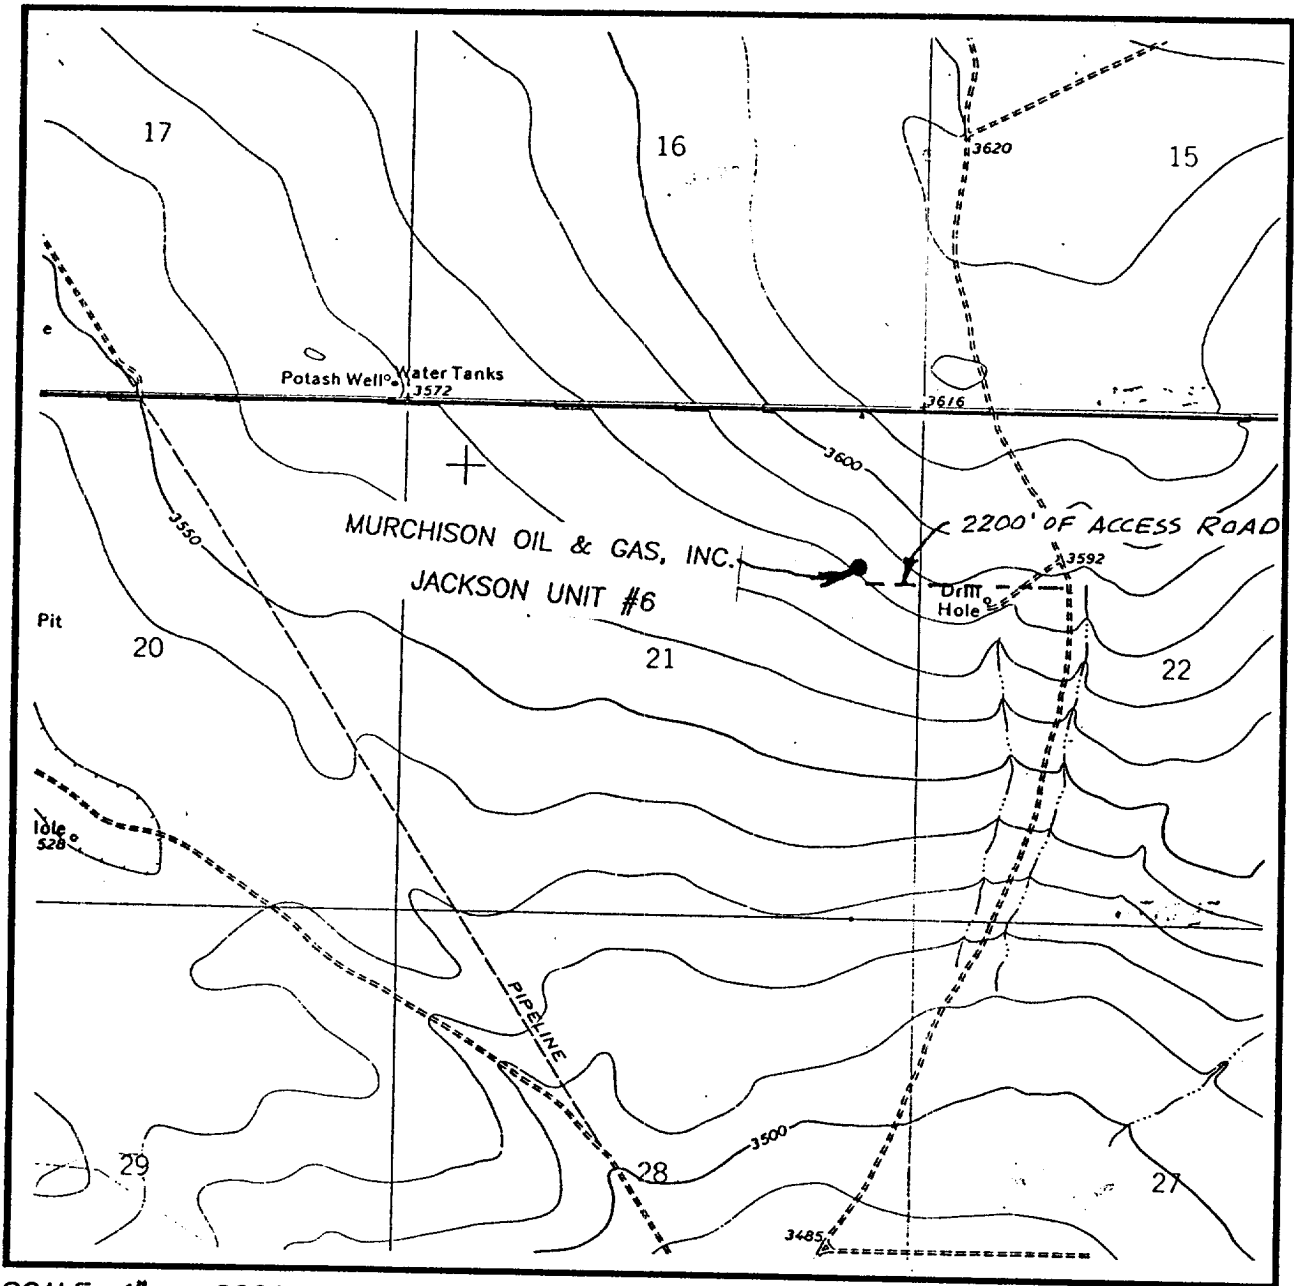 17
16
15
3620
e
Potash Well
Water Tanks
3572
3616
3600
3550
2200' OF ACCESS ROAD
MURCHISON OIL & GAS, INC.
JACKSON UNIT #6
3592
Drill
Hole
Pit
20
21
22
528
PIPELINE
3500
29
28
27
3485